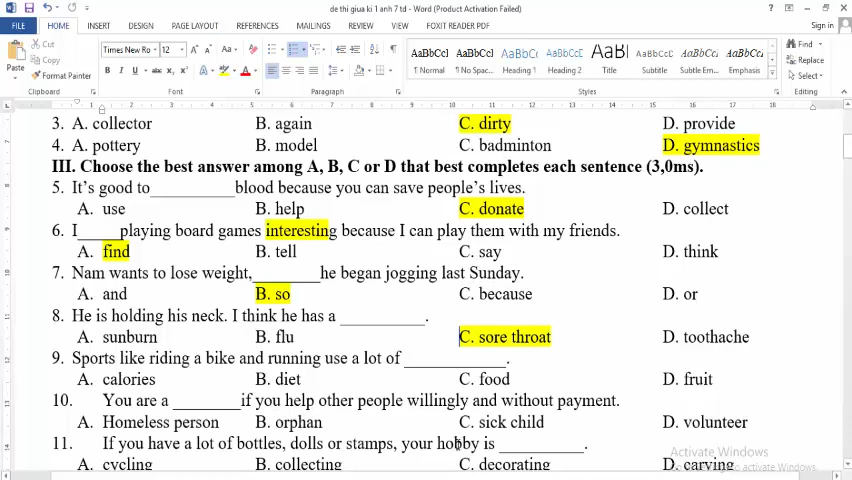 de thi giua ki 1 anh 7 td - Word (Product Activation Failed)
FILE HOME INSERT DESIGN PAGE LAYOUT REFERENCES MAILINGS REVIEW VIEW FOXIT READER PDF Sign in
Cut
Copy
Format Painter
Paste
Clipboard
Times New Ro 12
Font
Paragraph
AaBbCcI AaBbCcI AaBbCcI AaBbCcI AaBl AaBbCcI AaBbCcI AaBbCcI
¶ Normal ¶ No Spac... Heading 1 Heading 2 Title Subtitle Subtle Em... Emphasis
Styles
Find
Replace
Select
Editing
3. A. collector B. again C. dirty D. provide
4. A. pottery B. model C. badminton D. gymnastics
III. Choose the best answer among A, B, C or D that best completes each sentence (3,0ms).
5. It’s good to__________blood because you can save people’s lives.
A. use B. help C. donate D. collect
6. I_____playing board games interesting because I can play them with my friends.
A. find B. tell C. say D. think
7. Nam wants to lose weight,________he began jogging last Sunday.
A. and B. so C. because D. or
8. He is holding his neck. I think he has a __________.
A. sunburn B. flu C. sore throat D. toothache
9. Sports like riding a bike and running use a lot of ____________.
A. calories B. diet C. food D. fruit
10. You are a ________if you help other people willingly and without payment.
A. Homeless person B. orphan C. sick child D. volunteer
11. If you have a lot of bottles, dolls or stamps, your hobby is __________.
A. cycling B. collecting C. decorating D. carving
Activate Windows
to activate Windows.